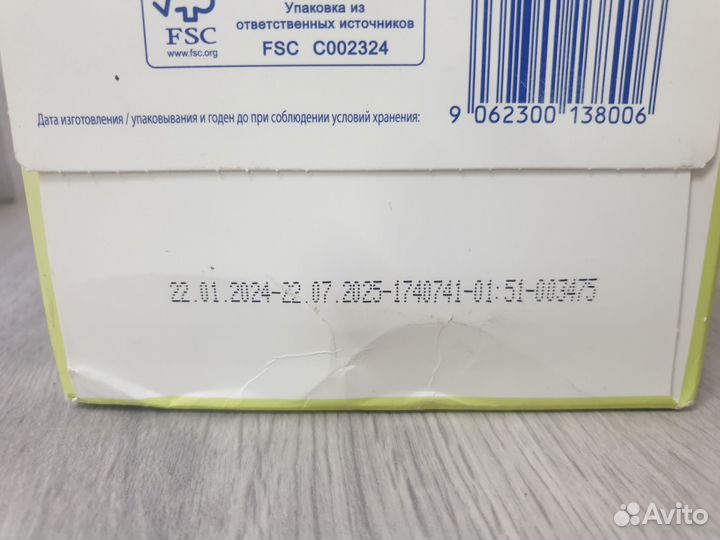 FSC
www.fsc.org
Упаковка из
ответственных источников
FSC C002324
Дата изготовления / упаковывания и годен до при соблюдении условий хранения:
9 062300 138006
22.01.2024-22.07.2025-1740741-01:51-003475
Avito